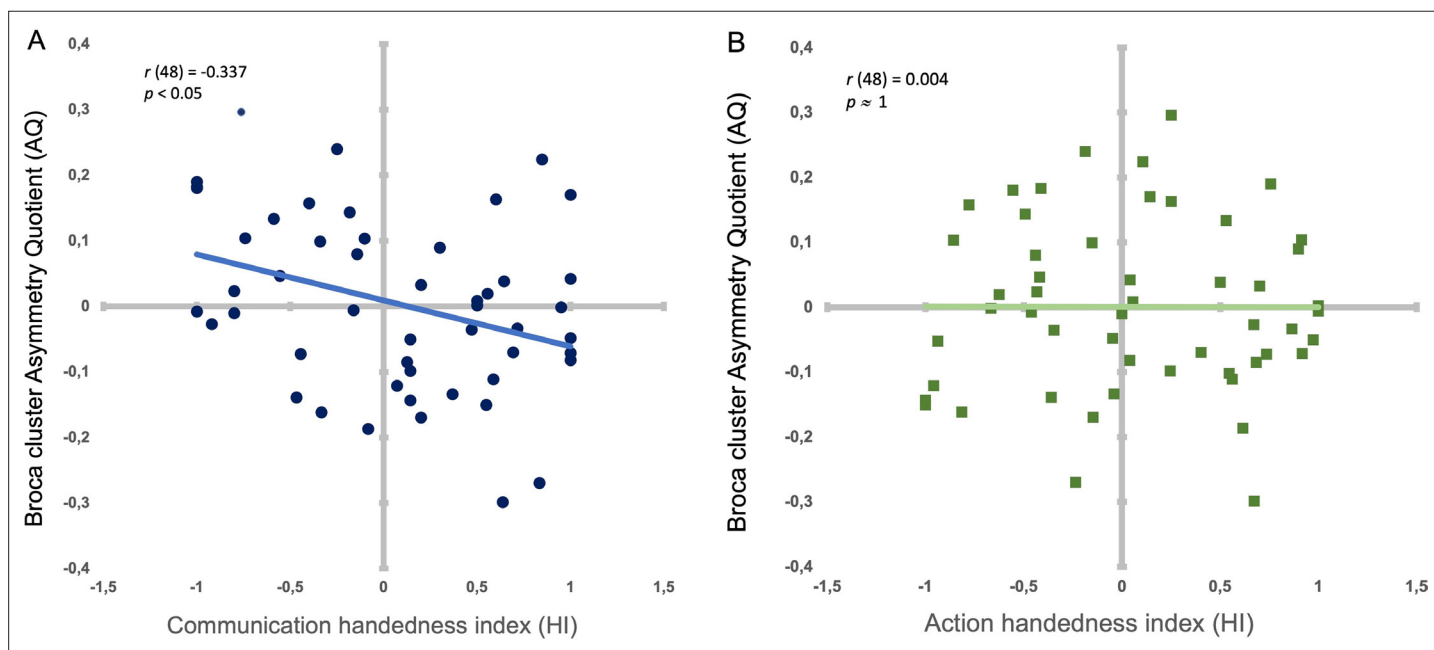 A
r (48) = -0.337
p < 0.05
Broca cluster Asymmetry Quotient (AQ)
0,4
0,3
0,2
0,1
0
-0,1
-0,2
-0,3
-0,4
-1,5 -1 -0,5 0 0,5 1 1,5
Communication handedness index (HI)
B
r (48) = 0.004
p ≈ 1
Broca cluster Asymmetry Quotient (AQ)
0,4
0,3
0,2
0,1
0
-0,1
-0,2
-0,3
-0,4
-1,5 -1 -0,5 0 0,5 1 1,5
Action handedness index (HI)